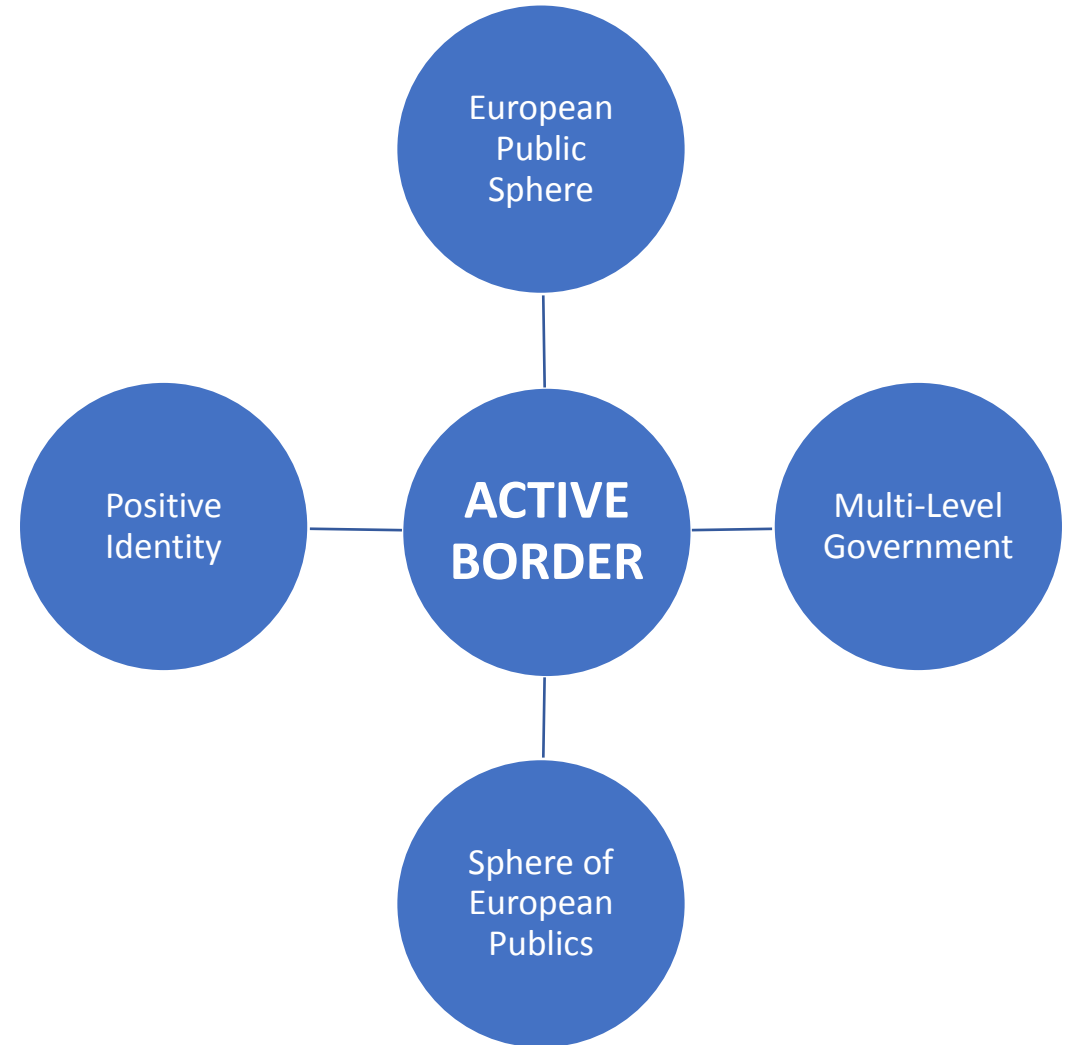 European
Public
Sphere
Positive
Identity
ACTIVE
BORDER
Multi-Level
Government
Sphere of
European
Publics